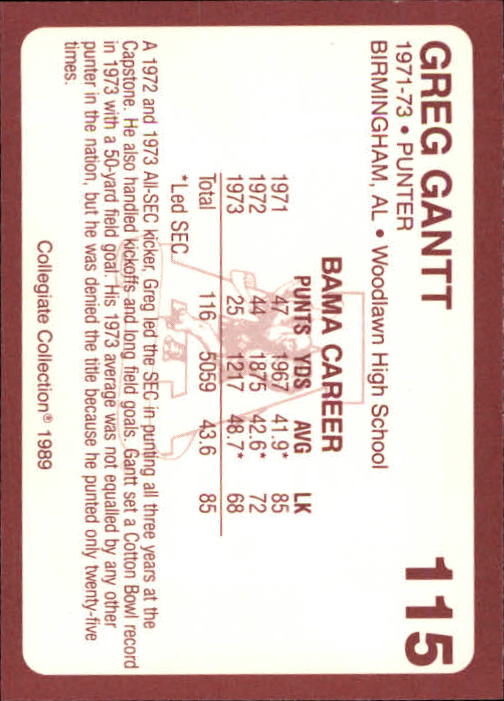 GREG GANTT 115
1971-73 • PUNTER
BIRMINGHAM, AL • Woodlawn High School
BAMA CAREER
PUNTS YDS AVG LK
1971 47 1967 41.9* 85
1972 44 1875 42.6* 72
1973 25 1217 48.7* 68
Total 116 5059 43.6 85
*Led SEC
A 1972 and 1973 All-SEC kicker, Greg led the SEC in punting all three years at the
Capstone. He also handled kickoffs and long field goals. Gantt set a Cotton Bowl record
in 1973 with a 50-yard field goal. His 1973 average was not equalled by any other
punter in the nation, but he was denied the title because he punted only twenty-five
times.
Collegiate Collection® 1989